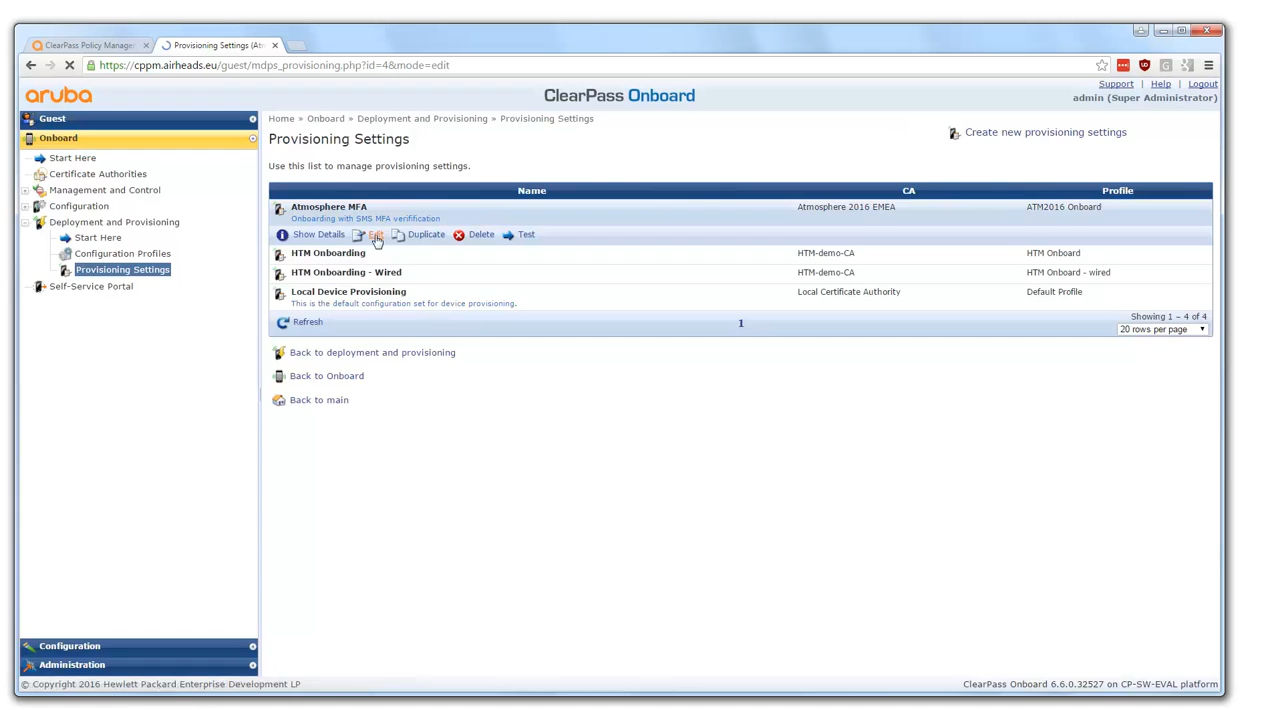 ClearPass Policy Manage
Provisioning Settings (At
https://cppm.airheads.eu/guest/mdps_provisioning.php?id=4&mode=edit
aruba
ClearPass Onboard
Support | Help | Logout
admin (Super Administrator)
Guest
Onboard
Start Here
Certificate Authorities
Management and Control
Configuration
Deployment and Provisioning
Start Here
Configuration Profiles
Provisioning Settings
Self-Service Portal
Configuration
Administration
Home » Onboard » Deployment and Provisioning » Provisioning Settings
Provisioning Settings
Create new provisioning settings
Use this list to manage provisioning settings.
Name CA Profile
Atmosphere MFA Atmosphere 2016 EMEA ATM2016 Onboard
Onboarding with SMS MFA verifification
Show Details Edit Duplicate Delete Test
HTM Onboarding HTM-demo-CA HTM Onboard
HTM Onboarding - Wired HTM-demo-CA HTM Onboard - wired
Local Device Provisioning Local Certificate Authority Default Profile
This is the default configuration set for device provisioning.
Refresh 1 Showing 1 – 4 of 4
20 rows per page
Back to deployment and provisioning
Back to Onboard
Back to main
© Copyright 2016 Hewlett Packard Enterprise Development LP
ClearPass Onboard 6.6.0.32527 on CP-SW-EVAL platform